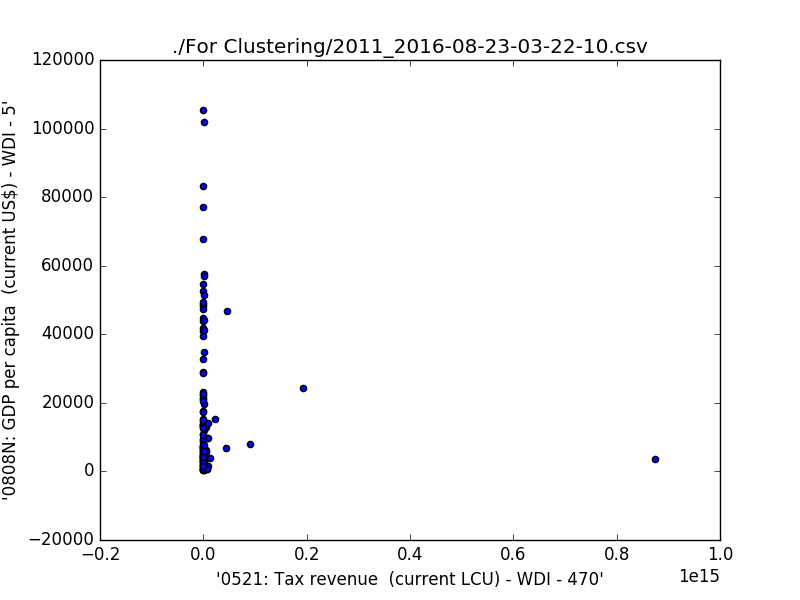 ./For Clustering/2011_2016-08-23-03-22-10.csv
120000
100000
80000
60000
40000
20000
0
−20000
'0808N: GDP per capita  (current US$) - WDI - 5'
−0.2 0.0 0.2 0.4 0.6 0.8 1.0
1e15
'0521: Tax revenue  (current LCU) - WDI - 470'